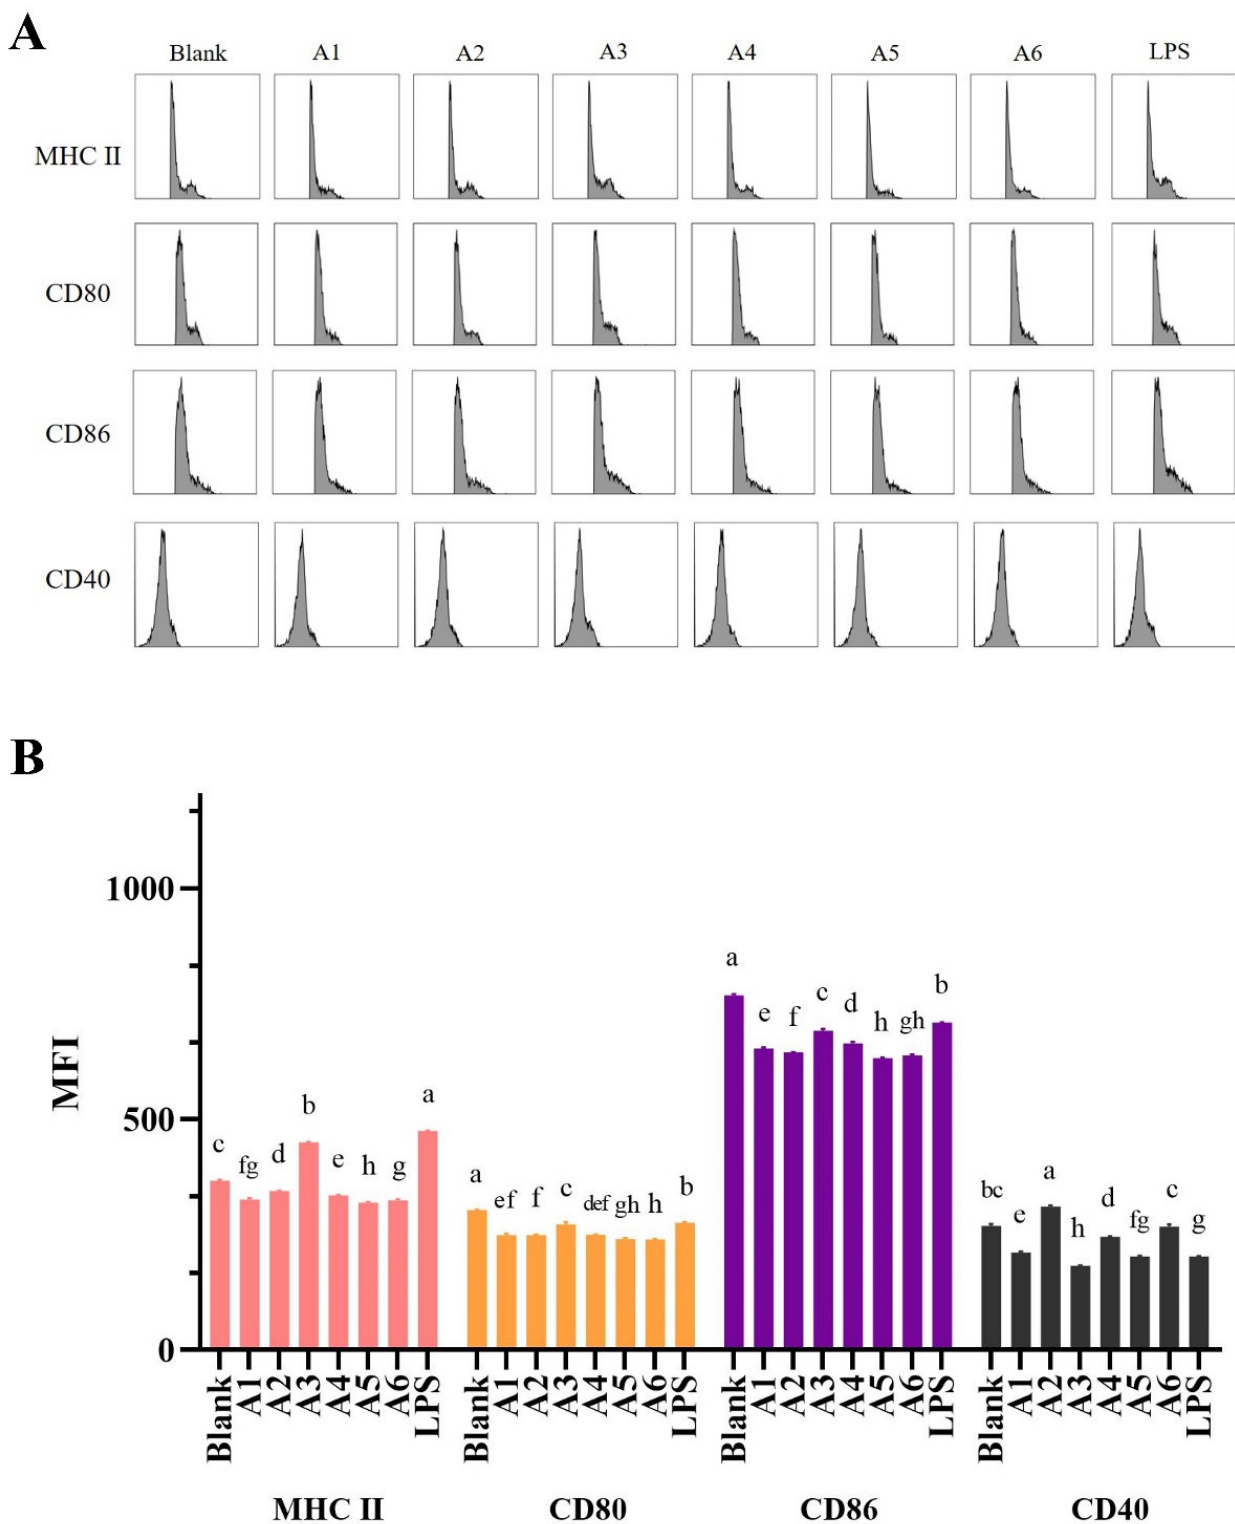 A
Blank A1 A2 A3 A4 A5 A6 LPS
MHC II
CD80
CD86
CD40
B
MFI
1000
500
0
c fg d b e h g a
a ef f c def gh h b
a e f c d h gh b
bc e a h d fg c g
Blank A1 A2 A3 A4 A5 A6 LPS
Blank A1 A2 A3 A4 A5 A6 LPS
Blank A1 A2 A3 A4 A5 A6 LPS
Blank A1 A2 A3 A4 A5 A6 LPS
MHC II CD80 CD86 CD40